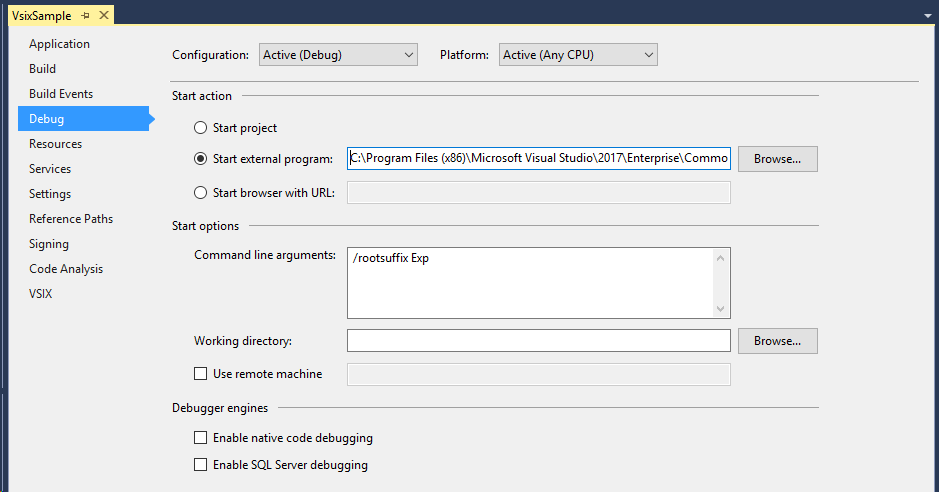 VsixSample
Application
Build
Build Events
Debug
Resources
Services
Settings
Reference Paths
Signing
Code Analysis
VSIX
Configuration: Active (Debug) Platform: Active (Any CPU)
Start action
Start project
Start external program: C:\Program Files (x86)\Microsoft Visual Studio\2017\Enterprise\Commo Browse...
Start browser with URL:
Start options
Command line arguments: /rootsuffix Exp
Working directory: Browse...
Use remote machine
Debugger engines
Enable native code debugging
Enable SQL Server debugging